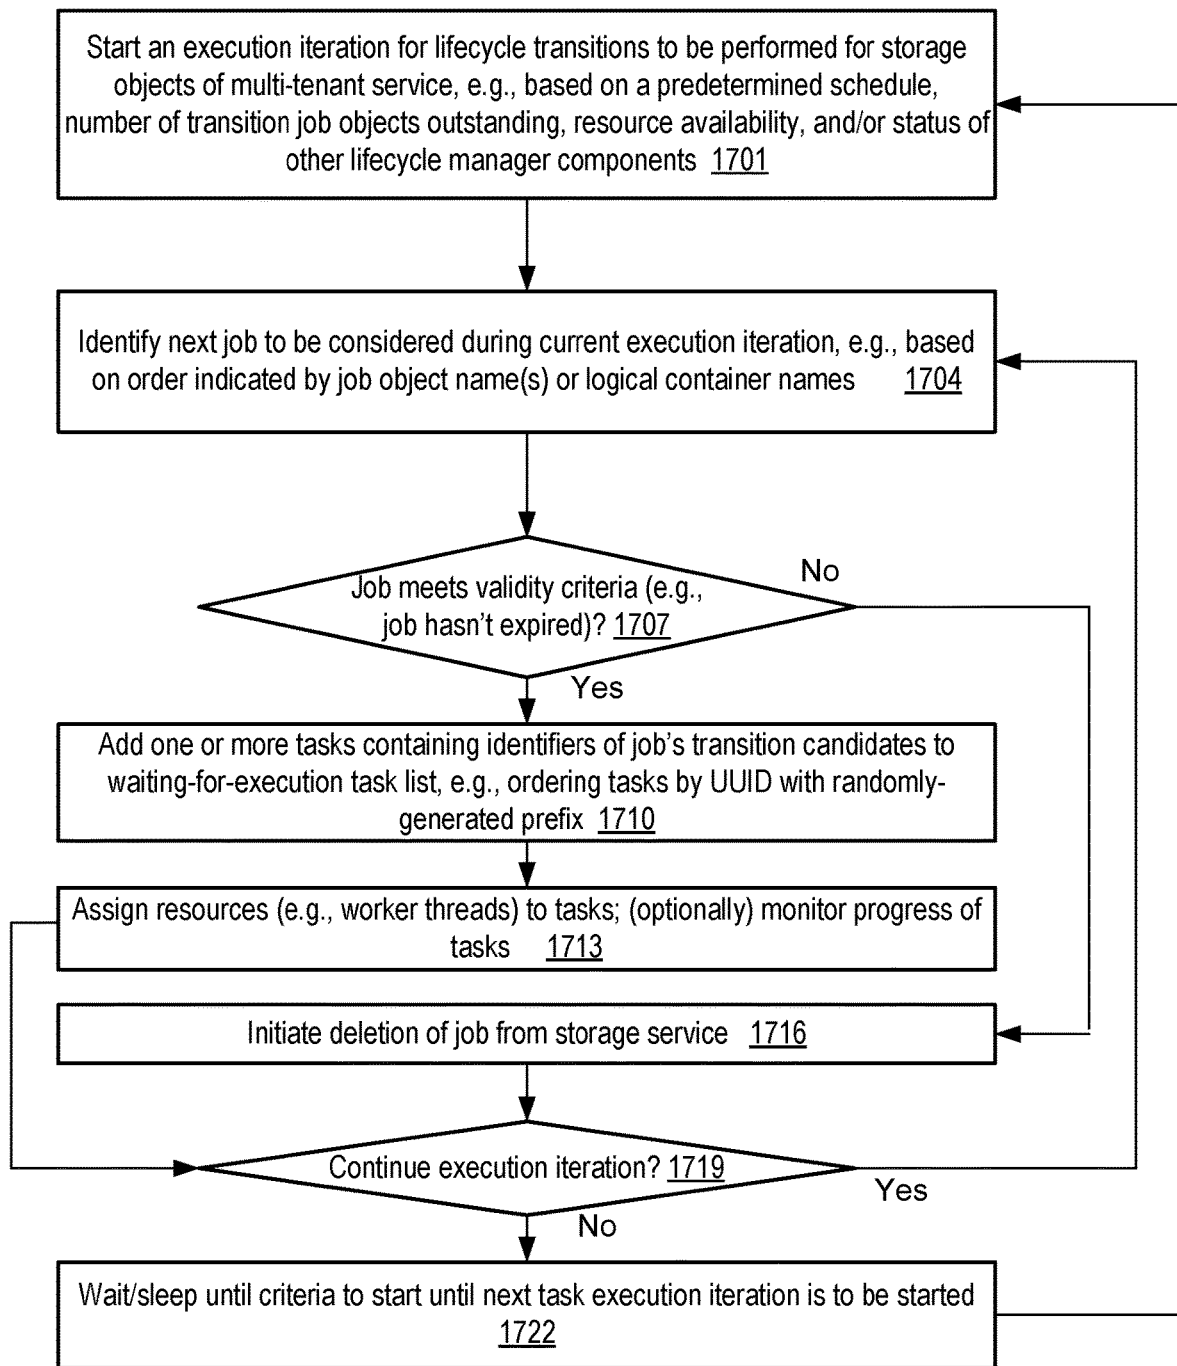 Start an execution iteration for lifecycle transitions to be performed for storage
objects of multi-tenant service, e.g., based on a predetermined schedule,
number of transition job objects outstanding, resource availability, and/or status of
other lifecycle manager components 1701
Identify next job to be considered during current execution iteration, e.g., based
on order indicated by job object name(s) or logical container names 1704
No
Job meets validity criteria (e.g.,
job hasn’t expired)? 1707
Yes
Add one or more tasks containing identifiers of job’s transition candidates to
waiting-for-execution task list, e.g., ordering tasks by UUID with randomly-
generated prefix 1710
Assign resources (e.g., worker threads) to tasks; (optionally) monitor progress of
tasks 1713
Initiate deletion of job from storage service 1716
Continue execution iteration? 1719
Yes
No
Wait/sleep until criteria to start until next task execution iteration is to be started
1722